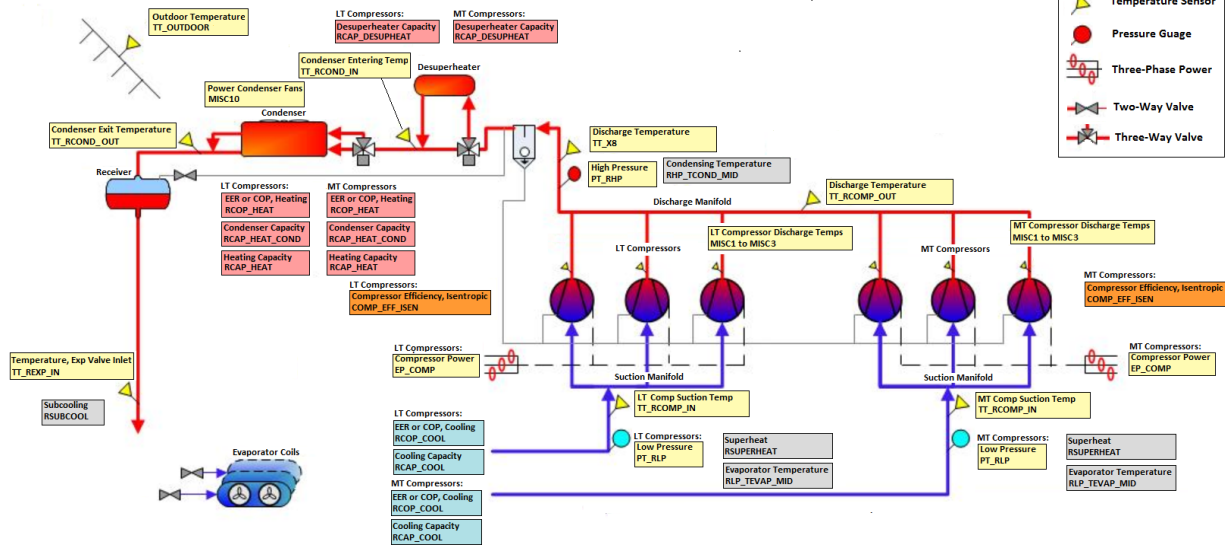 Outdoor Temperature
TT_OUTDOOR
LT Compressors:
Desuperheater Capacity
RCAP_DESUPHEAT
MT Compressors:
Desuperheater Capacity
RCAP_DESUPHEAT
Temperature Sensor
Pressure Guage
Three-Phase Power
Two-Way Valve
Three-Way Valve
Condenser Entering Temp
TT_RCOND_IN
Desuperheater
Power Condenser Fans
MISC10
Condenser
Condenser Exit Temperature
TT_RCOND_OUT
Receiver
Discharge Temperature
TT_X8
High Pressure
PT_RHP
Condensing Temperature
RHP_TCOND_MID
Discharge Temperature
TT_RCOMP_OUT
Discharge Manifold
LT Compressors:
EER or COP, Heating
RCOP_HEAT
Condenser Capacity
RCAP_HEAT_COND
Heating Capacity
RCAP_HEAT
MT Compressors
EER or COP, Heating
RCOP_HEAT
Condenser Capacity
RCAP_HEAT_COND
Heating Capacity
RCAP_HEAT
LT Compressors
LT Compressor Discharge Temps
MISC1 to MISC3
MT Compressors
MT Compressor Discharge Temps
MISC1 to MISC3
LT Compressors:
Compressor Efficiency, Isentropic
COMP_EFF_ISEN
MT Compressors:
Compressor Efficiency, Isentropic
COMP_EFF_ISEN
LT Compressors:
Compressor Power
EP_COMP
MT Compressors:
Compressor Power
EP_COMP
Suction Manifold
Suction Manifold
Temperature, Exp Valve Inlet
TT_REXP_IN
Subcooling
RSUBCOOL
LT Comp Suction Temp
TT_RCOMP_IN
MT Comp Suction Temp
TT_RCOMP_IN
LT Compressors:
EER or COP, Cooling
RCOP_COOL
Cooling Capacity
RCAP_COOL
LT Compressors:
Low Pressure
PT_RLP
Superheat
RSUPERHEAT
Evaporator Temperature
RLP_TEVAP_MID
MT Compressors:
Low Pressure
PT_RLP
Superheat
RSUPERHEAT
Evaporator Temperature
RLP_TEVAP_MID
Evaporator Coils
MT Compressors:
EER or COP, Cooling
RCOP_COOL
Cooling Capacity
RCAP_COOL